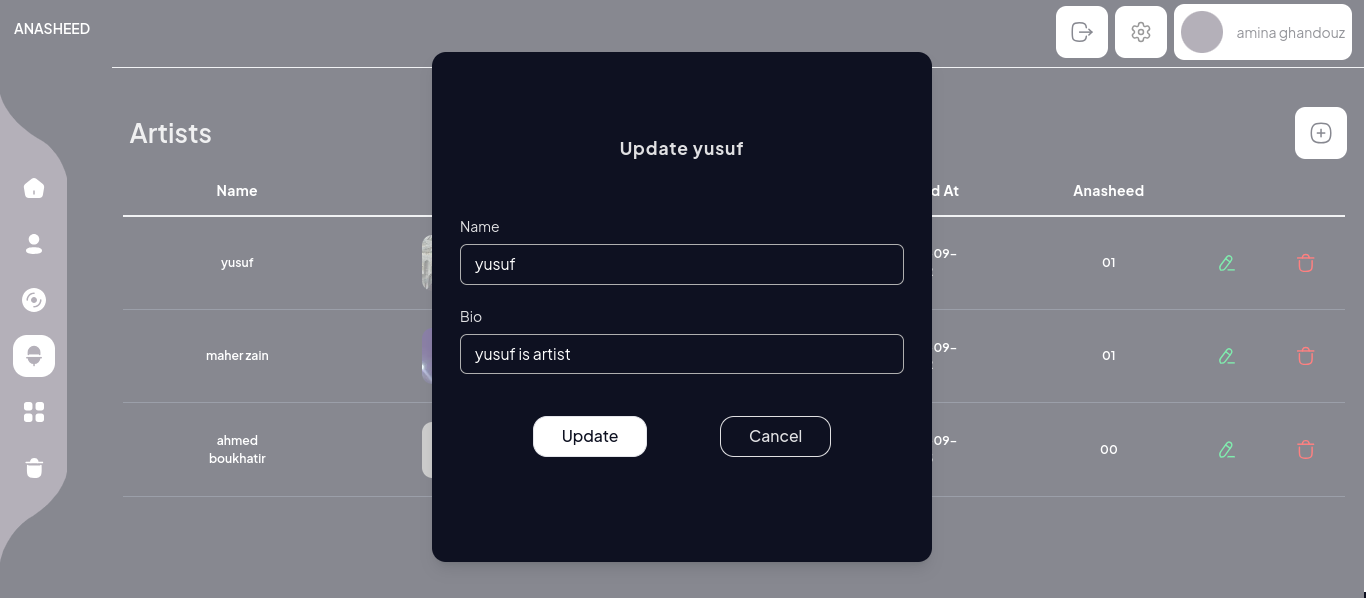 ANASHEED
amina ghandouz
Artists
Update yusuf
Name
d At
Anasheed
Name
yusuf
yusuf
09-
01
Bio
yusuf is artist
maher zain
09-
01
Update
Cancel
ahmed
boukhatir
09-
00